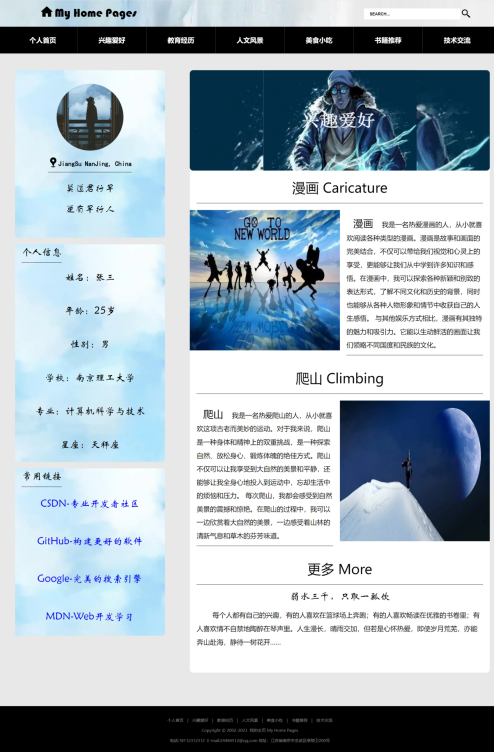 My Home Pages
SEARCH...
个人首页 兴趣爱好 教育经历 人文风景 美食小吃 书籍推荐 技术交流
JiangSu NanJing, China
莫道君行早
更有早行人
个人信息
姓名：张三
年龄：25岁
性别：男
学校：南京理工大学
专业：计算机科学与技术
星座：天秤座
常用链接
CSDN-专业开发者社区
GitHub-构建更好的软件
Google-完美的搜索引擎
MDN-Web开发学习
兴趣爱好
漫画 Caricature
GO TO
NEW WORLD
漫画 我是一名热爱漫画的人，从小就喜
欢阅读各种类型的漫画。漫画是故事和画面的
完美结合，不仅可以带给我们视觉和心灵上的
享受，更能够让我们从中学到许多知识和感
悟。在漫画中，我可以探索各种新颖和别致的
表达形式，了解不同文化和历史的背景，同时
也能够从各种人物形象和情节中收获自己的人
生感悟。与其他娱乐方式相比，漫画有其独特
的魅力和吸引力。它能以生动鲜活的画面让我
们领略不同国度和民族的文化。
爬山 Climbing
爬山 我是一名热爱爬山的人，从小就喜
欢这项古老而美妙的运动。对于我来说，爬山
是一种身体和精神上的双重挑战，是一种探索
自然、放松身心、锻炼体魄的绝佳方式。爬山
不仅可以让我享受到大自然的美景和平静，还
能够让我全身心地投入到运动中，忘却生活中
的烦恼和压力。每次爬山，我都会感受到自然
美景的震撼和惊艳。在爬山的过程中，我可以
一边欣赏着大自然的美景，一边感受着山林的
清新气息和草木的芬芳味道。
更多 More
弱水三千，只取一瓢饮
每个人都有自己的兴趣，有的人喜欢在篮球场上奔跑；有的人喜欢畅读在优雅的书卷里；有
人喜欢情不自禁地陶醉在琴声里。人生漫长，晴雨交加，但若是心怀热爱，即使岁月荒芜，亦能
奔山赴海，静待一树花开……
个人首页 | 兴趣爱好 | 教育经历 | 人文风景 | 美食小吃 | 书籍推荐 | 技术交流
Copyright © 2002-2021 我的主页 My Home Pages